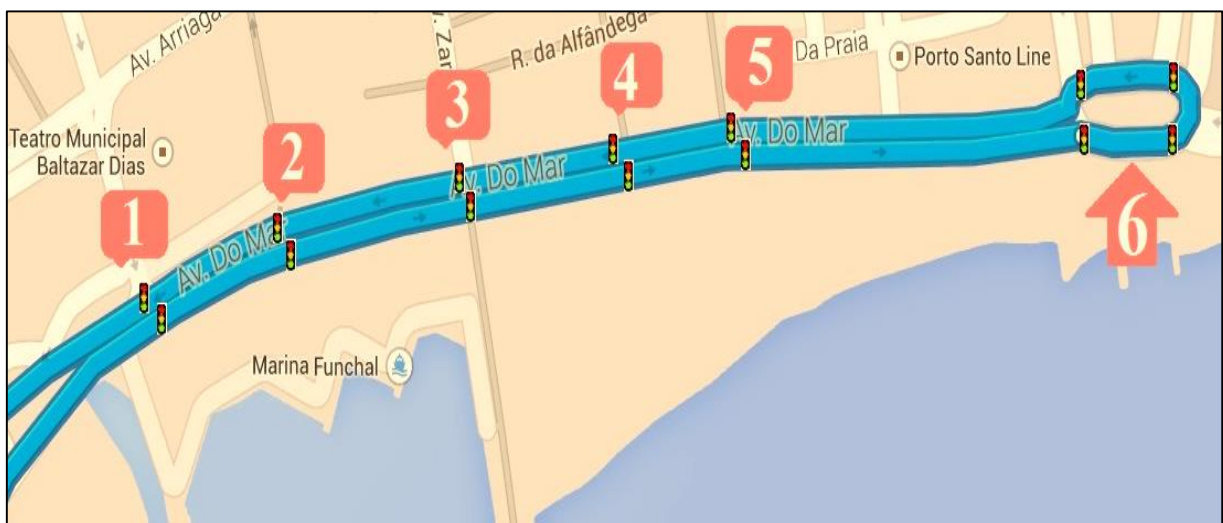 Av. Arriaga
v. Zar
R. da Alfândega
Da Praia
Porto Santo Line
Teatro Municipal
Baltazar Dias
1
2
3
4
5
6
Av. Do Mar
Av. Do Mar
Av. Do Mar
Marina Funchal